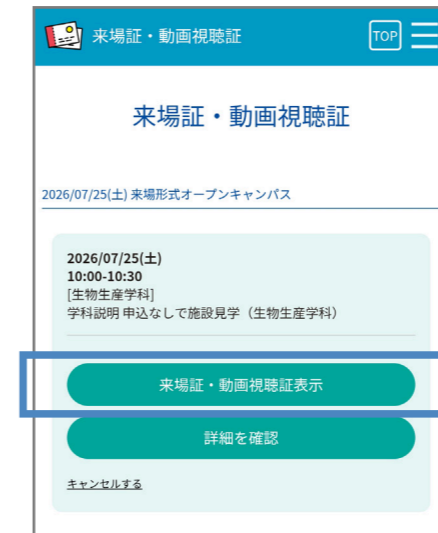 来場証・動画視聴証
TOP
来場証・動画視聴証
2026/07/25(土) 来場形式オープンキャンパス
2026/07/25(土)
10:00-10:30
[生物生産学科]
学科説明 申込なしで施設見学（生物生産学科）
来場証・動画視聴証表示
詳細を確認
キャンセルする